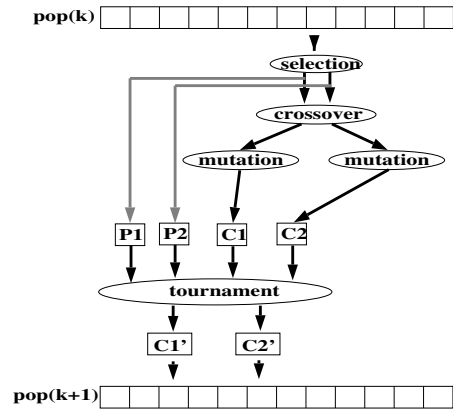 pop(k)
selection
crossover
mutation mutation
P1 P2 C1 C2
tournament
C1' C2'
pop(k+1)